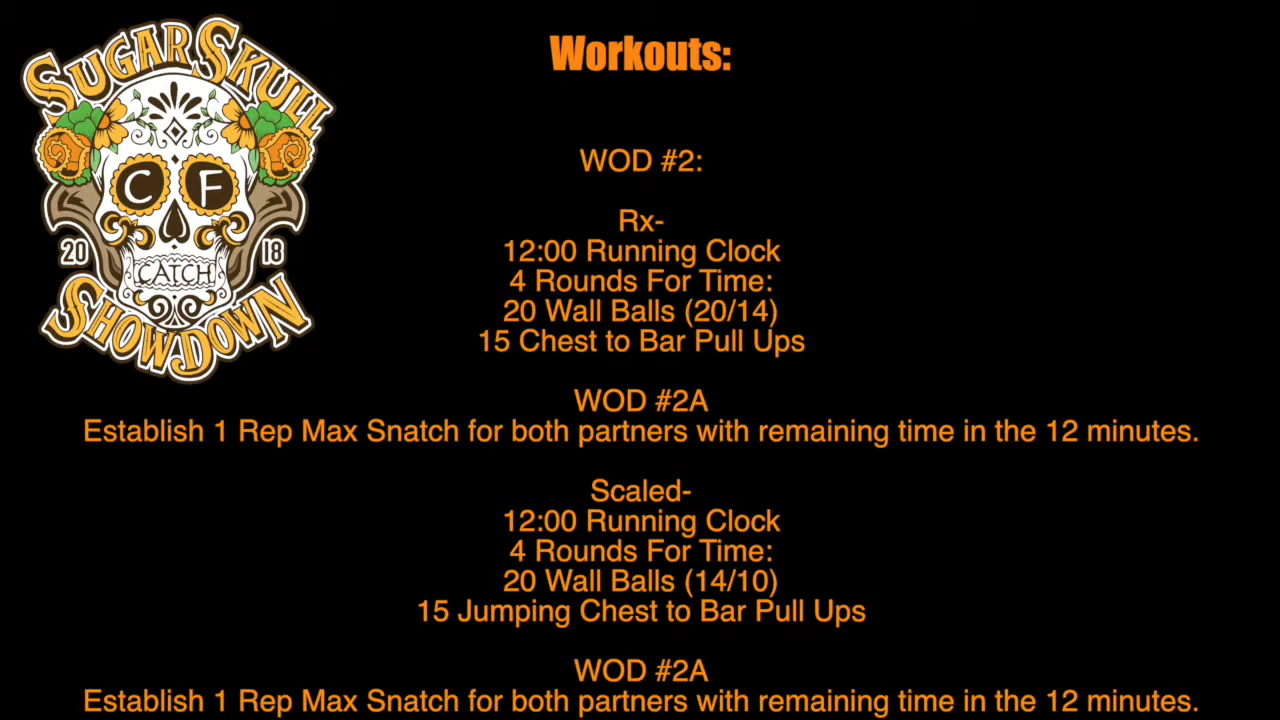 SUGAR SKULL
C F
20 18
CATCH
SHOWDOWN
Workouts:
WOD #2:
Rx-
12:00 Running Clock
4 Rounds For Time:
20 Wall Balls (20/14)
15 Chest to Bar Pull Ups
WOD #2A
Establish 1 Rep Max Snatch for both partners with remaining time in the 12 minutes.
Scaled-
12:00 Running Clock
4 Rounds For Time:
20 Wall Balls (14/10)
15 Jumping Chest to Bar Pull Ups
WOD #2A
Establish 1 Rep Max Snatch for both partners with remaining time in the 12 minutes.